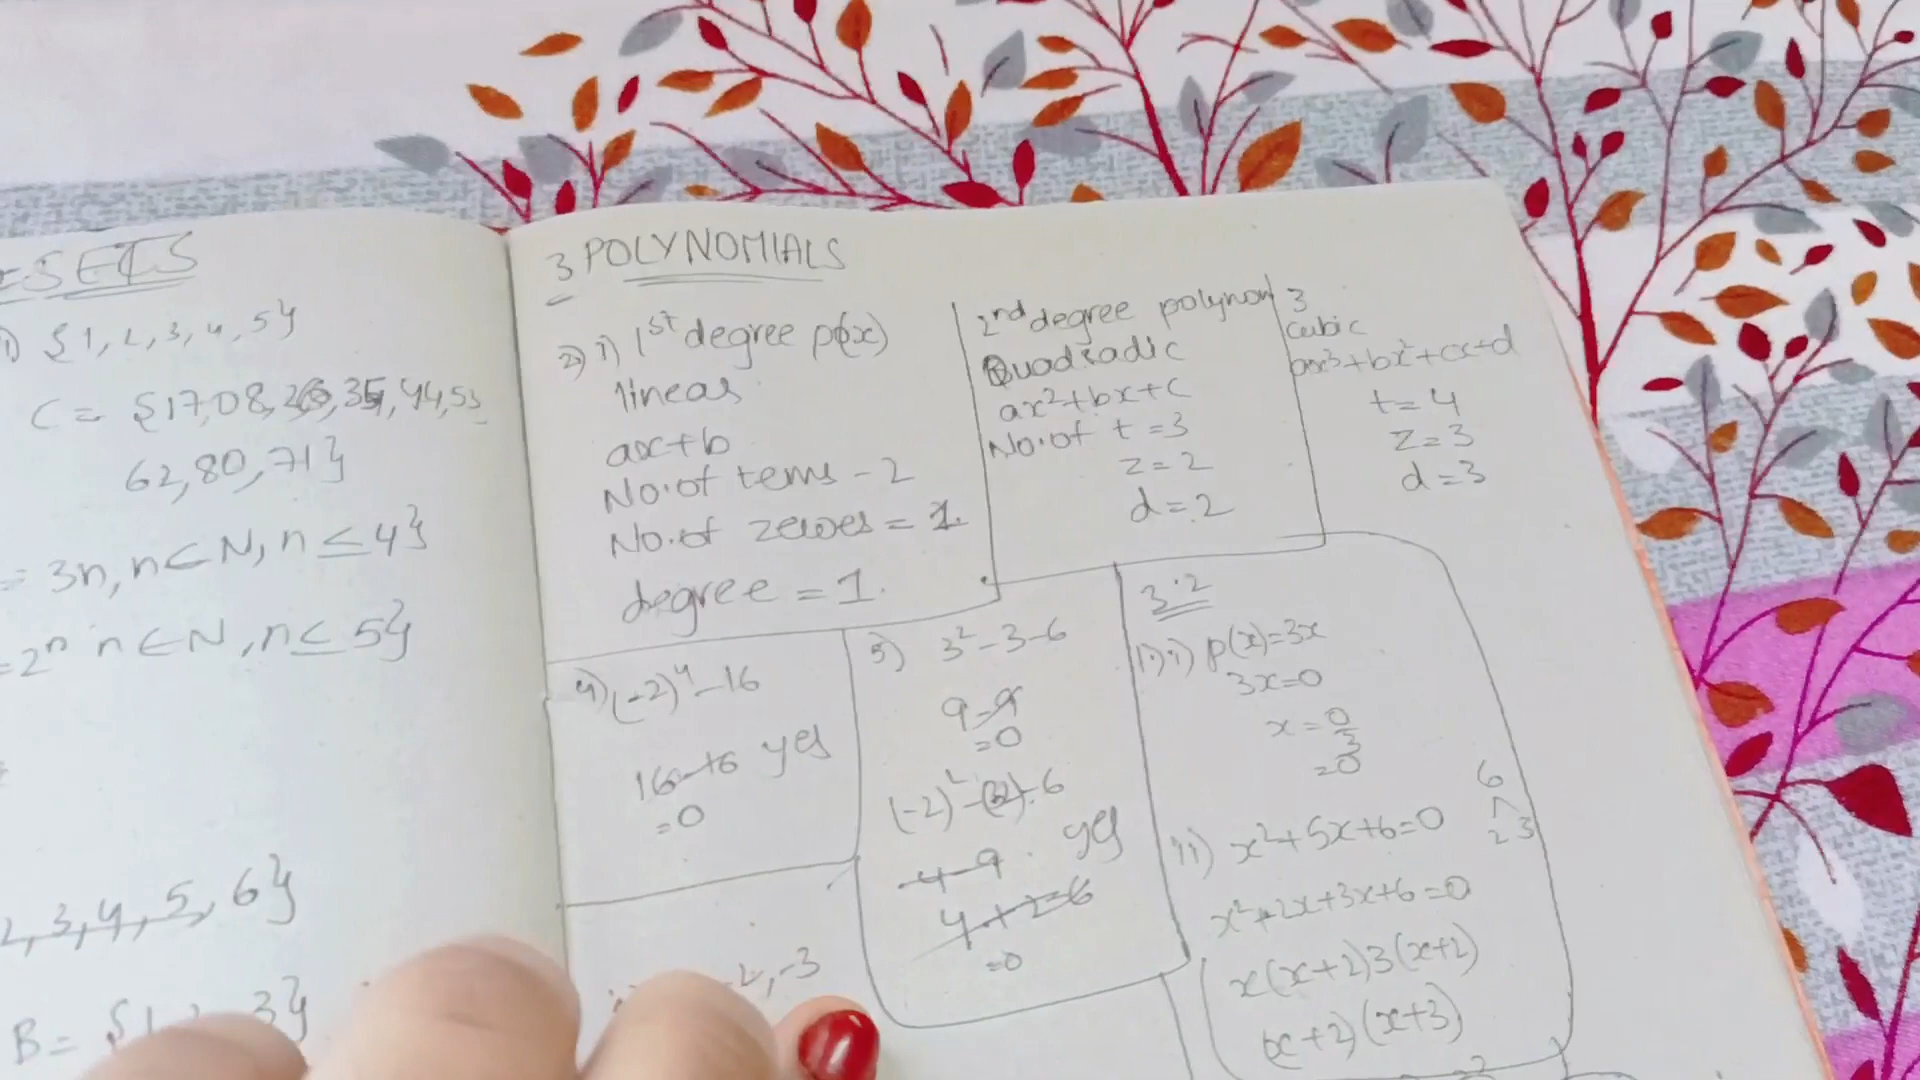 SETS
i) {1, 2, 3, 4, 5}
C = {17, 08, 26, 35, 44, 53
62, 80, 71}
= 3n, n∈N, n ≤ 4}
= 2ⁿ n∈N, n ≤ 5}
2, 3, 4, 5, 6}
B = {1, 2, 3}
3 POLYNOMIALS
2) i) 1st degree p(x)
linear
ax+b
No. of tems - 2
No. of zeroes = 1.
degree = 1.
2nd degree polynom
Quadradic
ax²+bx+c
No. of t = 3
z = 2
d = 2
3
cubic
ax³+bx²+cx+d
t = 4
z = 3
d = 3
4) (-2)⁴-16
16-16 yes
=0
5) 3²-3-6
9-9
=0
(-2)²-(-2)-6
yes
4-9
4+2-6
=0
3.2
1) i) p(x)=3x
3x=0
x = 0/3
=0
ii) x²+5x+6=0
6
2 3
x²+2x+3x+6=0
x(x+2)3(x+2)
(x+2)(x+3)
-2, -3